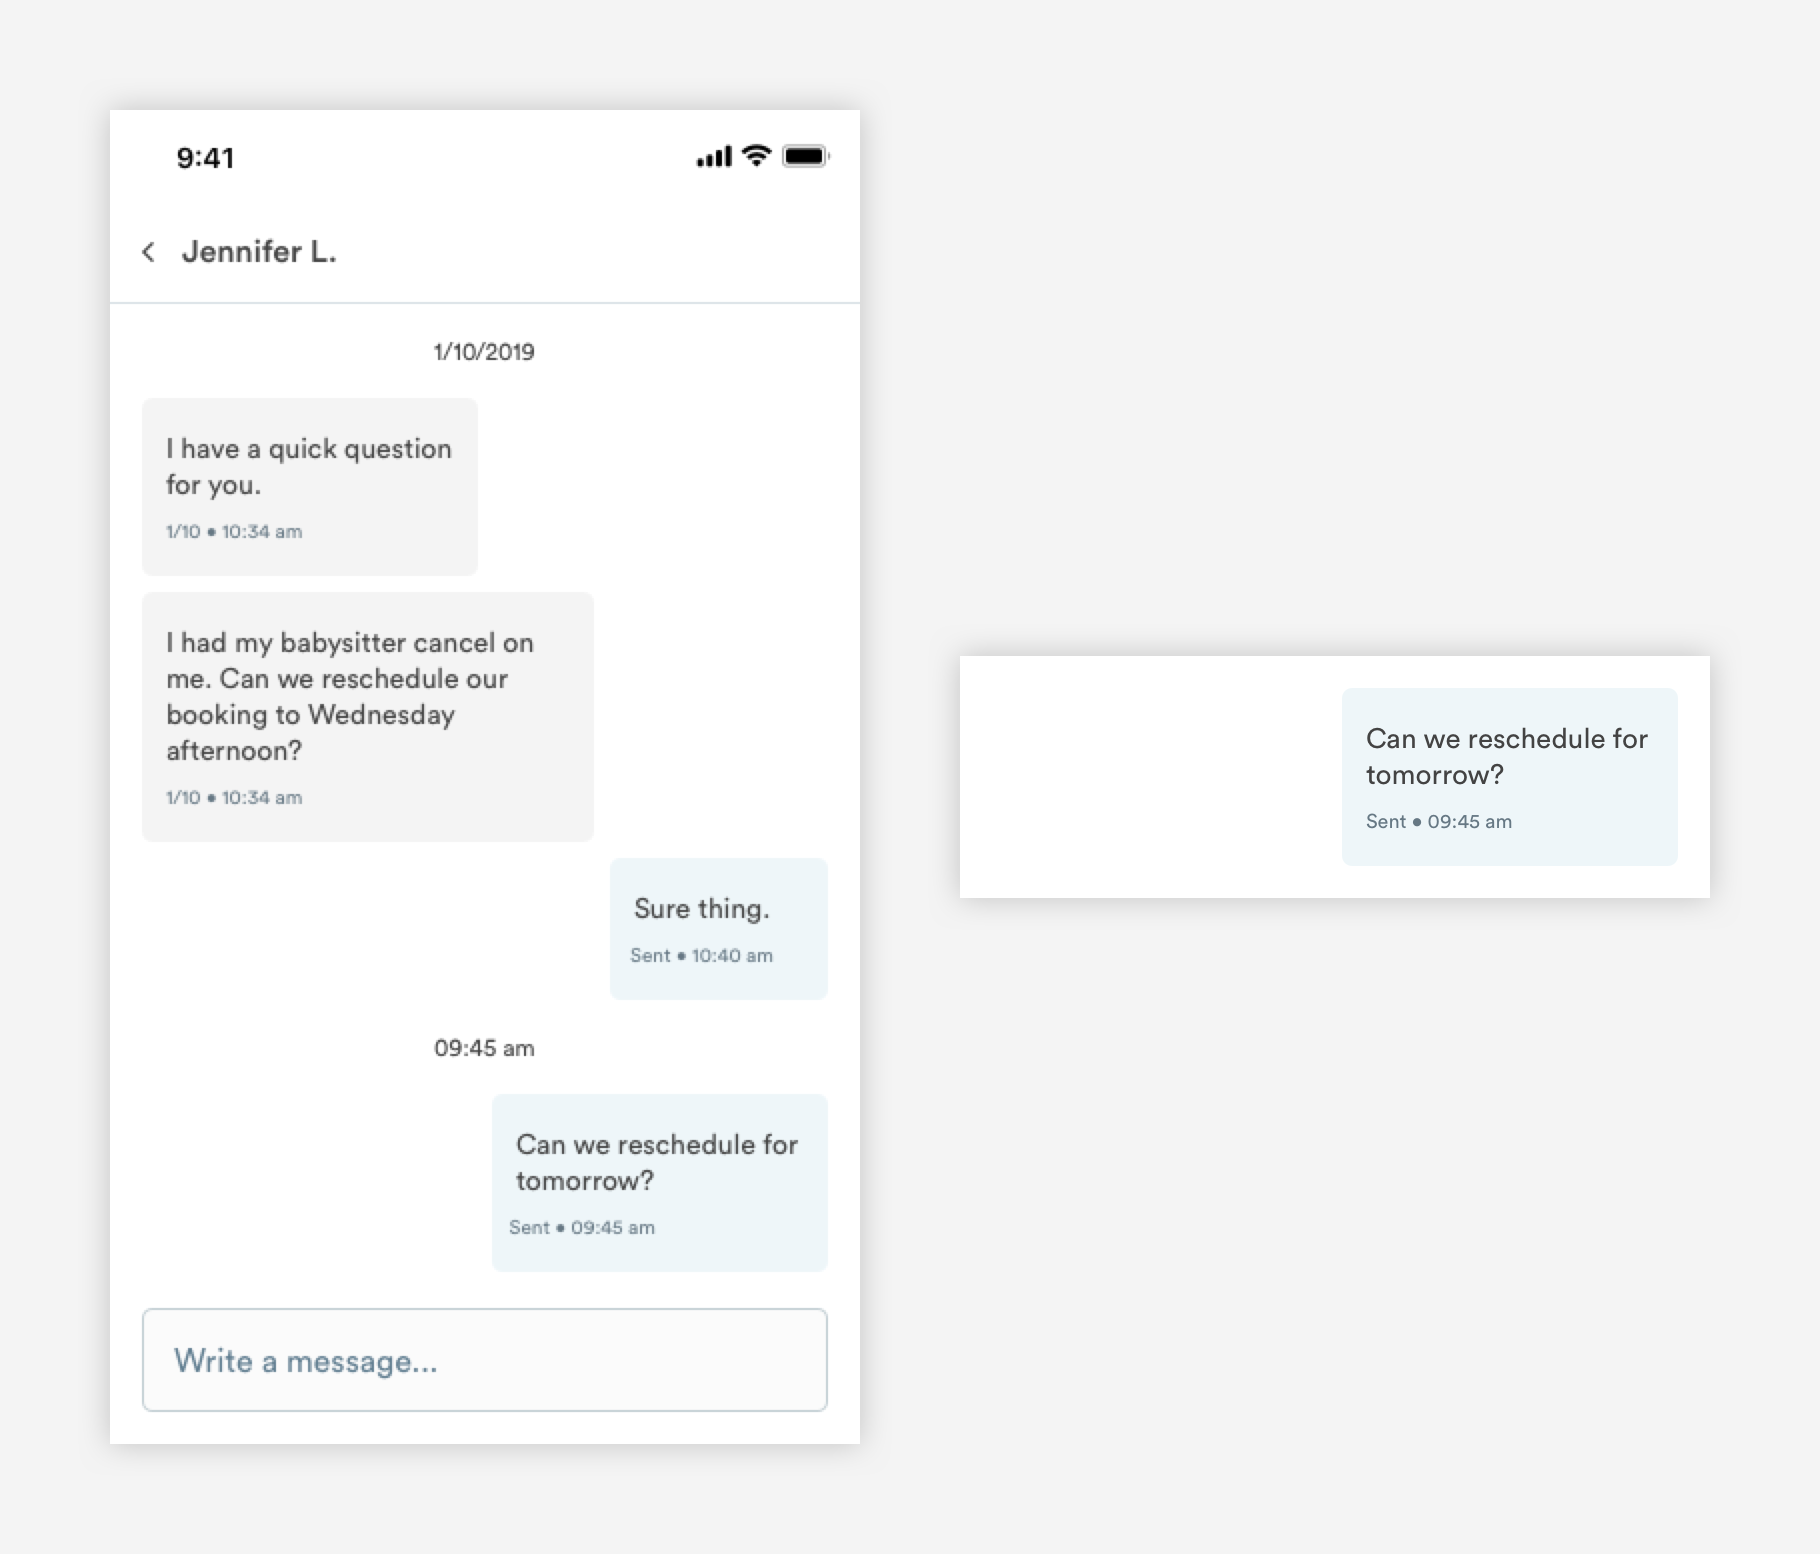 9:41
Jennifer L.
1/10/2019
I have a quick question
for you.
1/10 • 10:34 am
I had my babysitter cancel on
me. Can we reschedule our
booking to Wednesday
afternoon?
1/10 • 10:34 am
Sure thing.
Sent • 10:40 am
09:45 am
Can we reschedule for
tomorrow?
Sent • 09:45 am
Write a message...
Can we reschedule for
tomorrow?
Sent • 09:45 am